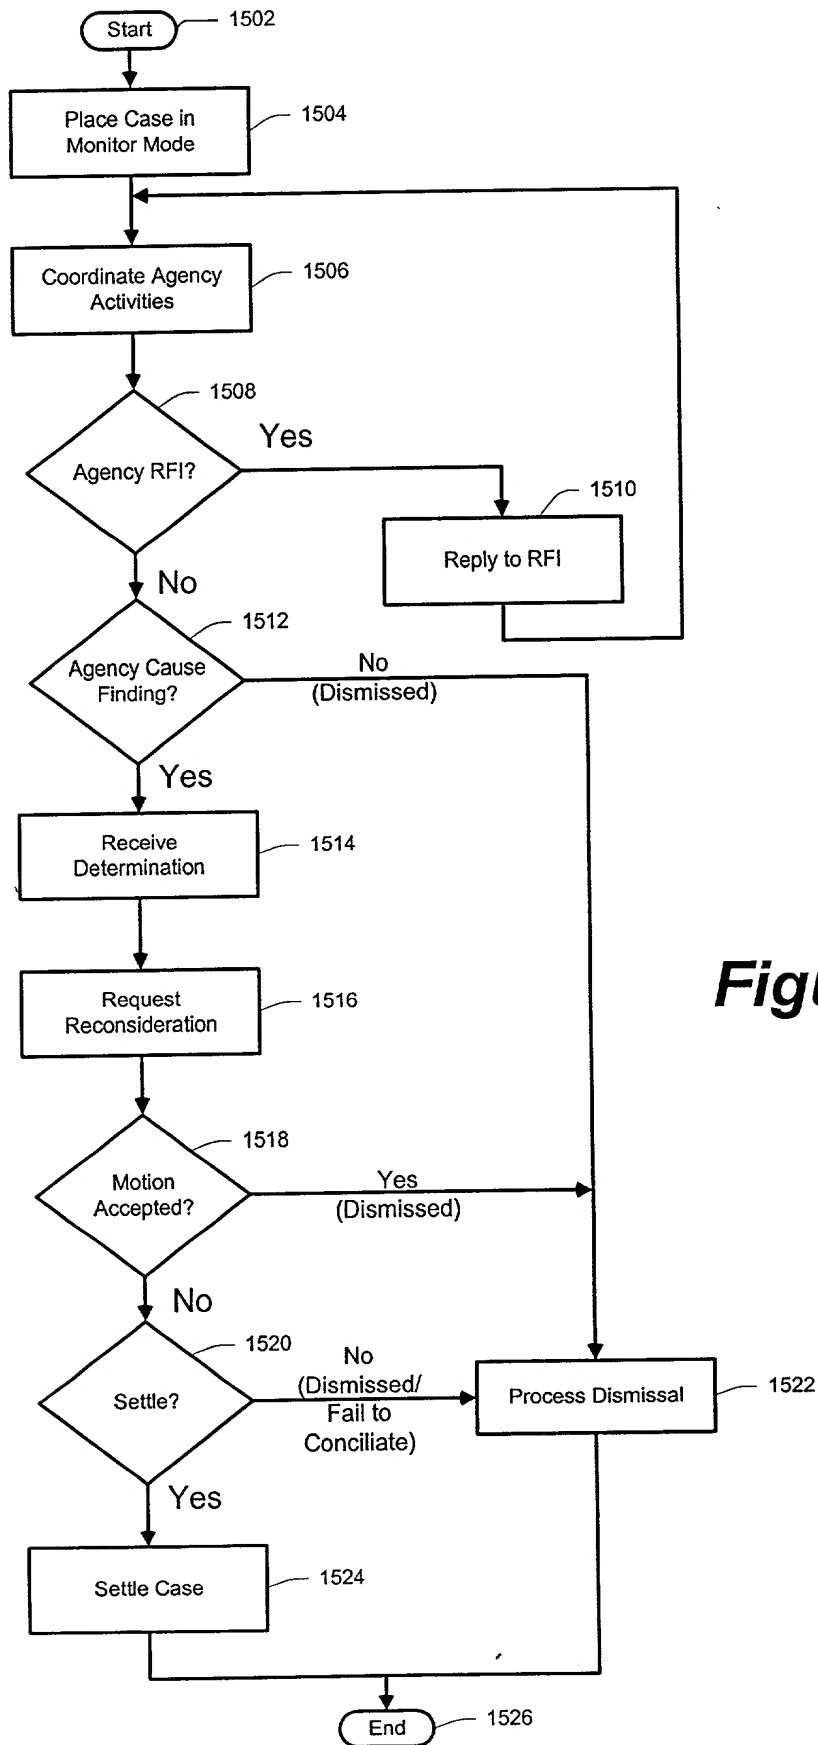 Start
1502
Place Case in
Monitor Mode
1504
Coordinate Agency
Activities
1506
1508
Agency RFI?
Yes
1510
Reply to RFI
No
1512
Agency Cause
Finding?
No
(Dismissed)
Yes
Receive
Determination
1514
Request
Reconsideration
1516
1518
Motion
Accepted?
Yes
(Dismissed)
No
1520
Settle?
No
(Dismissed/
Fail to
Conciliate)
Process Dismissal
1522
Yes
Settle Case
1524
End
1526